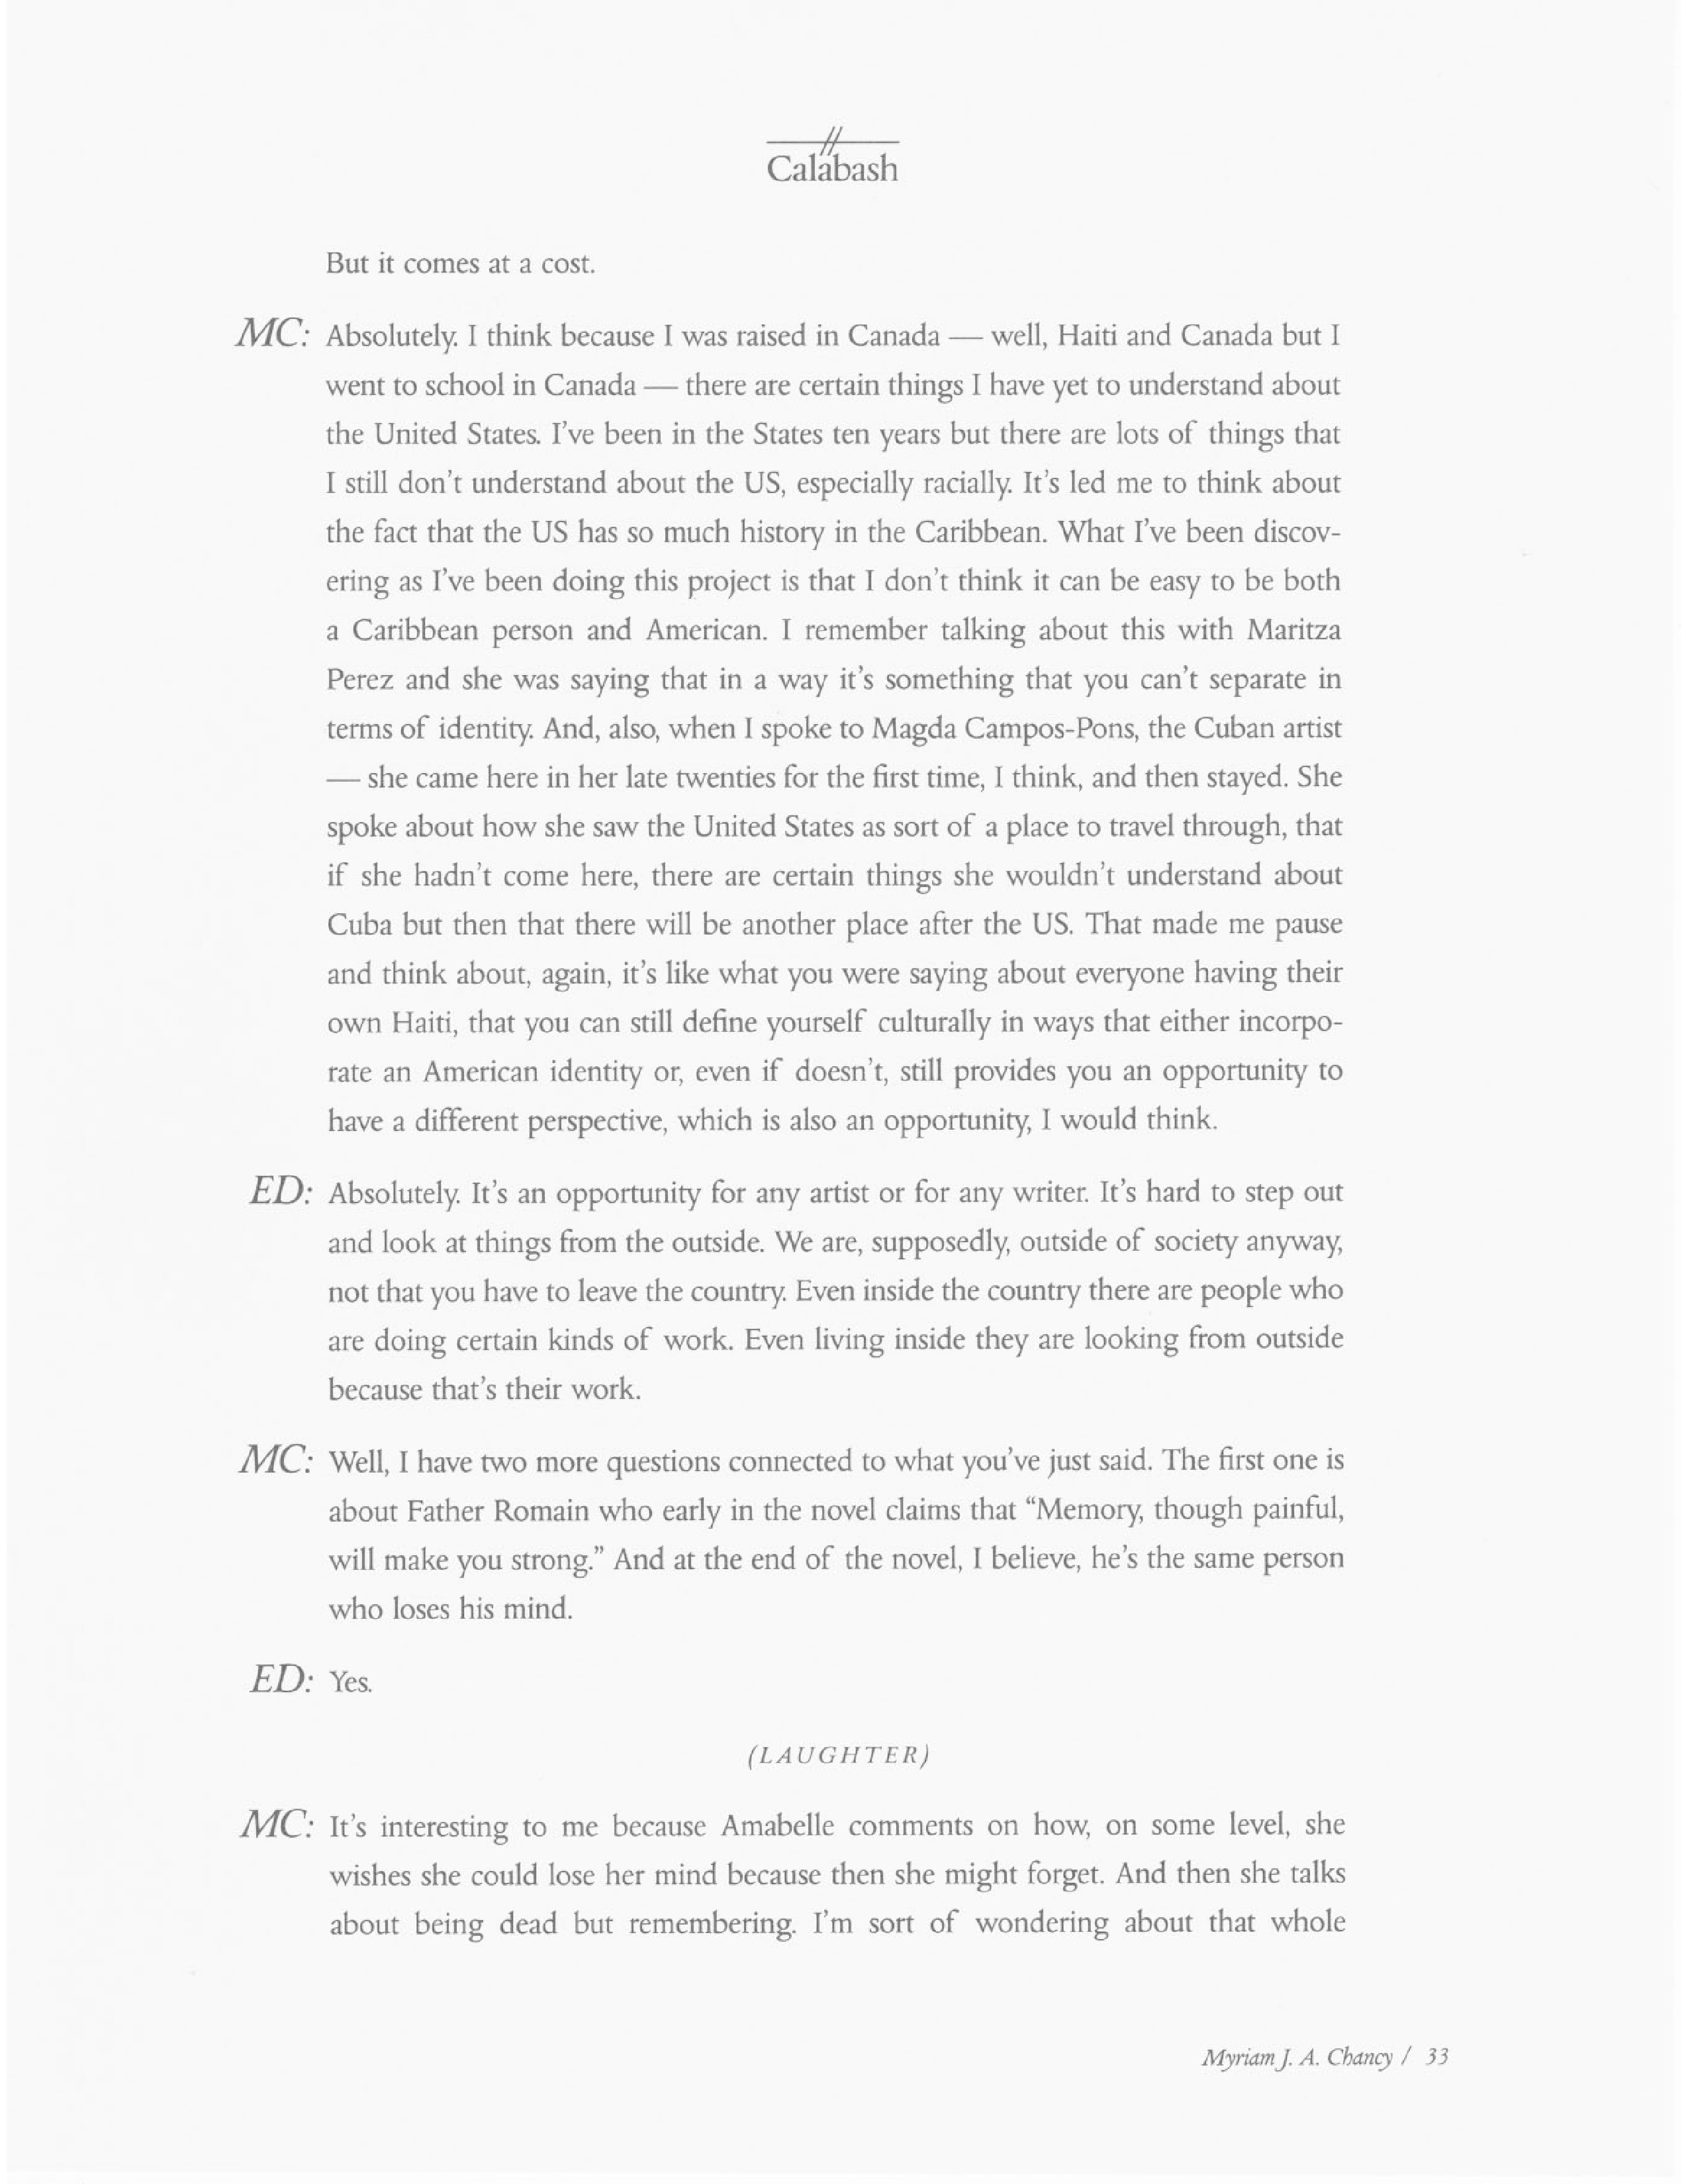 Calabash
But it comes at a cost.
MC: Absolutely. I think because I was raised in Canada — well, Haiti and Canada but I
went to school in Canada — there are certain things I have yet to understand about
the United States. I've been in the States ten years but there are lots of things that
I still don't understand about the US, especially racially. It's led me to think about
the fact that the US has so much history in the Caribbean. What I've been discov-
ering as I've been doing this project is that I don't think it can be easy to be both
a Caribbean person and American. I remember talking about this with Maritza
Perez and she was saying that in a way it's something that you can't separate in
terms of identity. And, also, when I spoke to Magda Campos-Pons, the Cuban artist
— she came here in her late twenties for the first time, I think, and then stayed. She
spoke about how she saw the United States as sort of a place to travel through, that
if she hadn't come here, there are certain things she wouldn't understand about
Cuba but then that there will be another place after the US. That made me pause
and think about, again, it's like what you were saying about everyone having their
own Haiti, that you can still define yourself culturally in ways that either incorpo-
rate an American identity or, even if doesn't, still provides you an opportunity to
have a different perspective, which is also an opportunity, I would think.
ED: Absolutely. It's an opportunity for any artist or for any writer. It's hard to step out
and look at things from the outside. We are, supposedly, outside of society anyway,
not that you have to leave the country. Even inside the country there are people who
are doing certain kinds of work. Even living inside they are looking from outside
because that's their work.
MC: Well, I have two more questions connected to what you've just said. The first one is
about Father Romain who early in the novel claims that “Memory, though painful,
will make you strong.” And at the end of the novel, I believe, he's the same person
who loses his mind.
ED: Yes.
(LAUGHTER)
MC: It's interesting to me because Amabelle comments on how, on some level, she
wishes she could lose her mind because then she might forget. And then she talks
about being dead but remembering. I'm sort of wondering about that whole
Myriam J. A. Chancy / 33